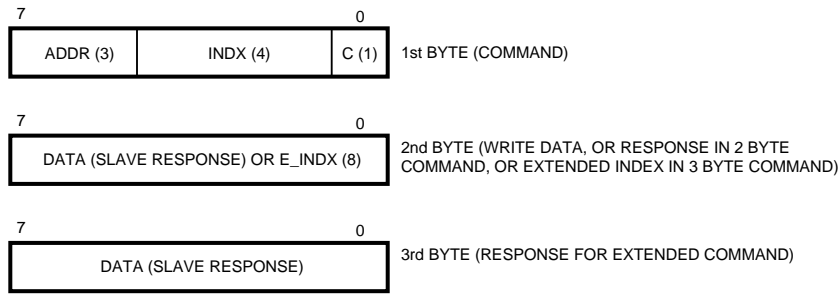 7 0
ADDR (3) INDX (4) C (1) 1st BYTE (COMMAND)
7 0
DATA (SLAVE RESPONSE) OR E_INDX (8)
2nd BYTE (WRITE DATA, OR RESPONSE IN 2 BYTE
COMMAND, OR EXTENDED INDEX IN 3 BYTE COMMAND)
7 0
DATA (SLAVE RESPONSE)
3rd BYTE (RESPONSE FOR EXTENDED COMMAND)